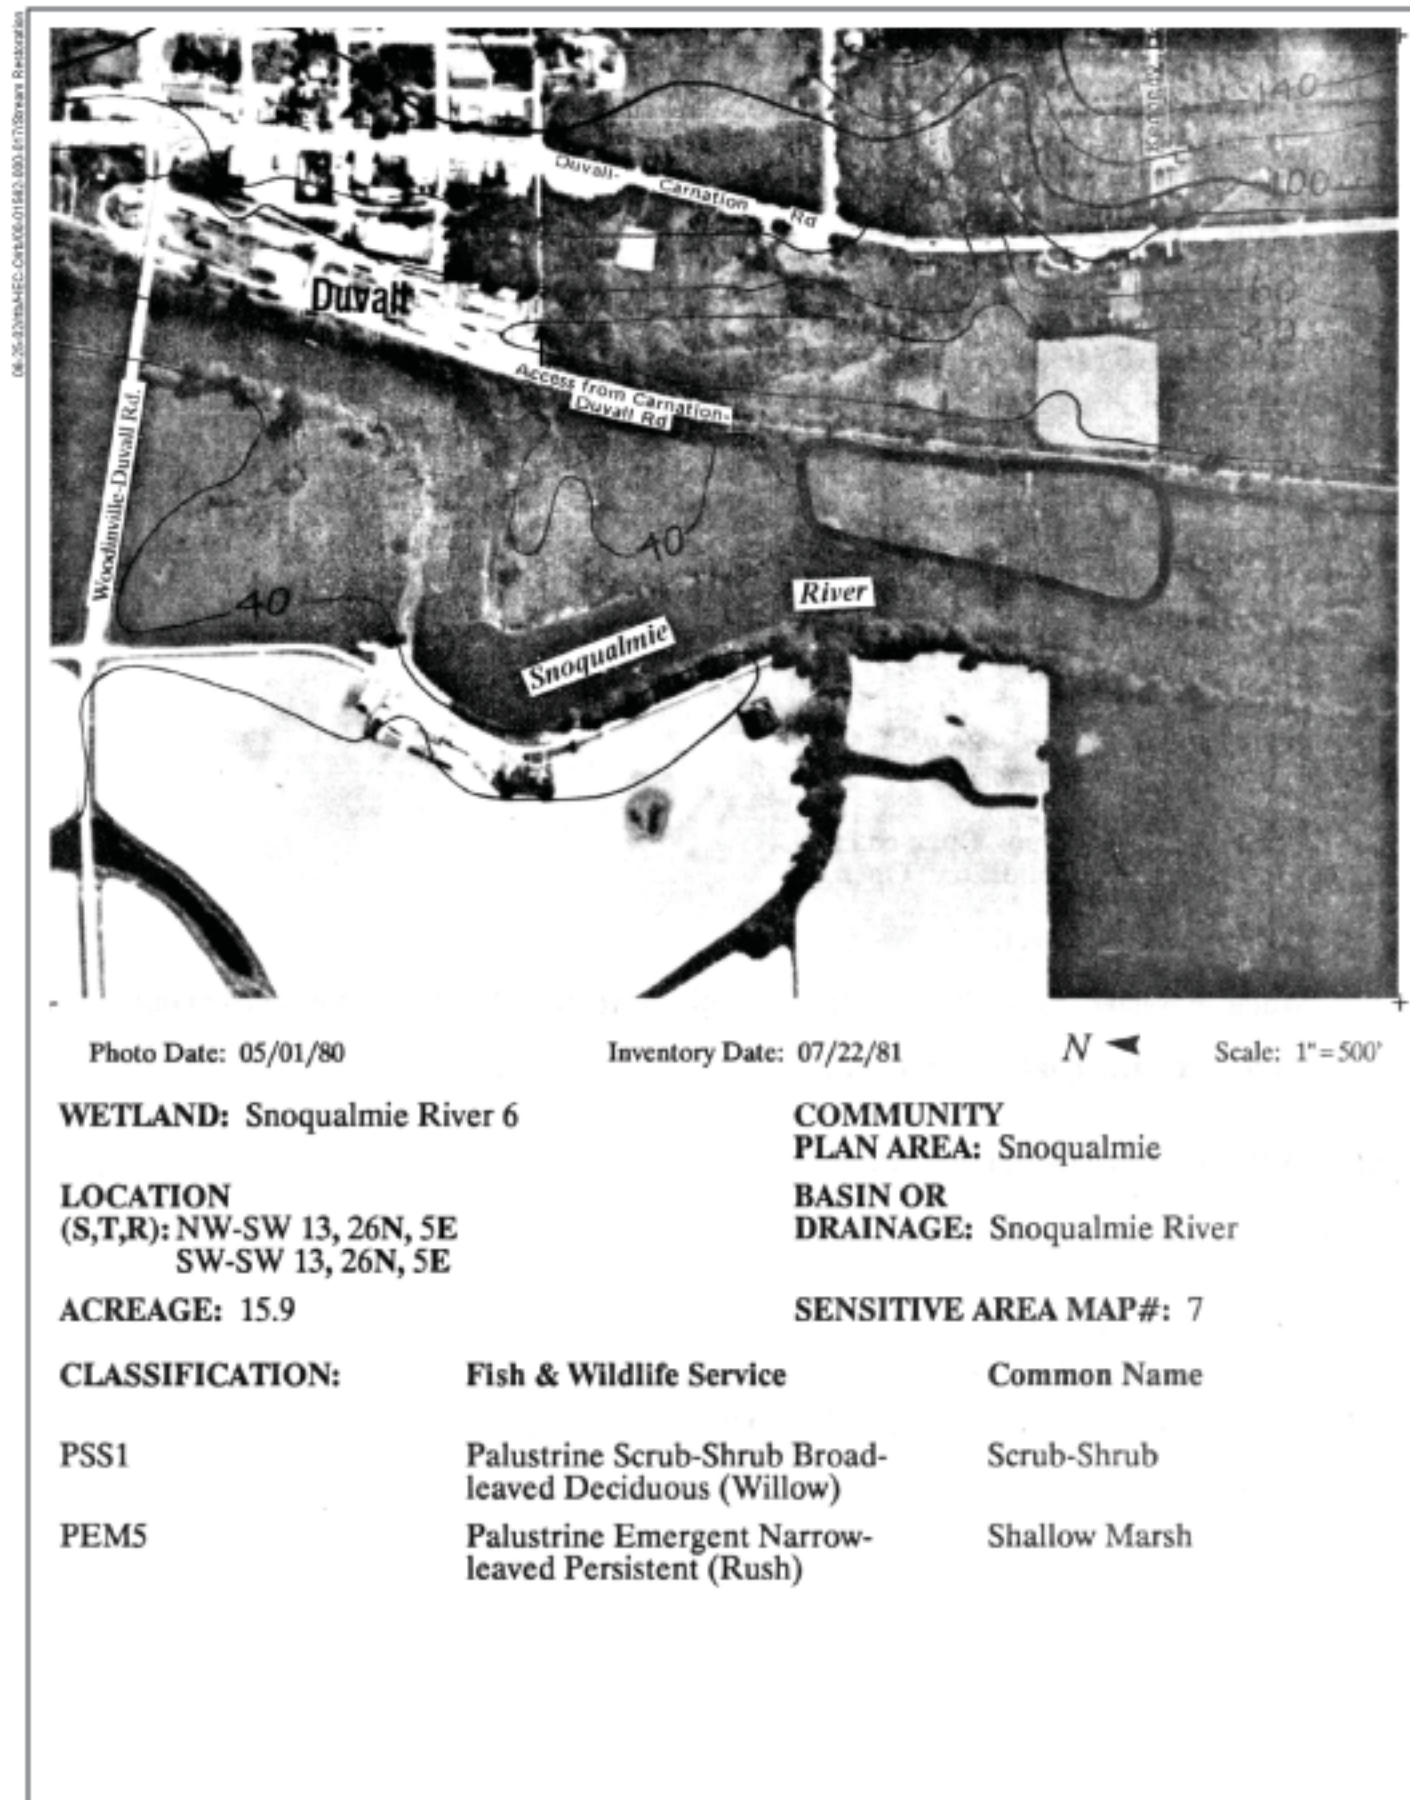 Duvall-
Carnation
Rd
140
100
Duvall
Access from Carnation-
Duvall Rd
Woodinville-Duvall Rd.
40
40
River
Snoqualmie
Photo Date: 05/01/80
Inventory Date: 07/22/81
N
Scale: 1"=500'
WETLAND: Snoqualmie River 6
COMMUNITY
PLAN AREA: Snoqualmie
LOCATION
(S,T,R): NW-SW 13, 26N, 5E
SW-SW 13, 26N, 5E
BASIN OR
DRAINAGE: Snoqualmie River
ACREAGE: 15.9
SENSITIVE AREA MAP#: 7
CLASSIFICATION: Fish & Wildlife Service Common Name
PSS1 Palustrine Scrub-Shrub Broad- Scrub-Shrub
leaved Deciduous (Willow)
PEM5 Palustrine Emergent Narrow- Shallow Marsh
leaved Persistent (Rush)